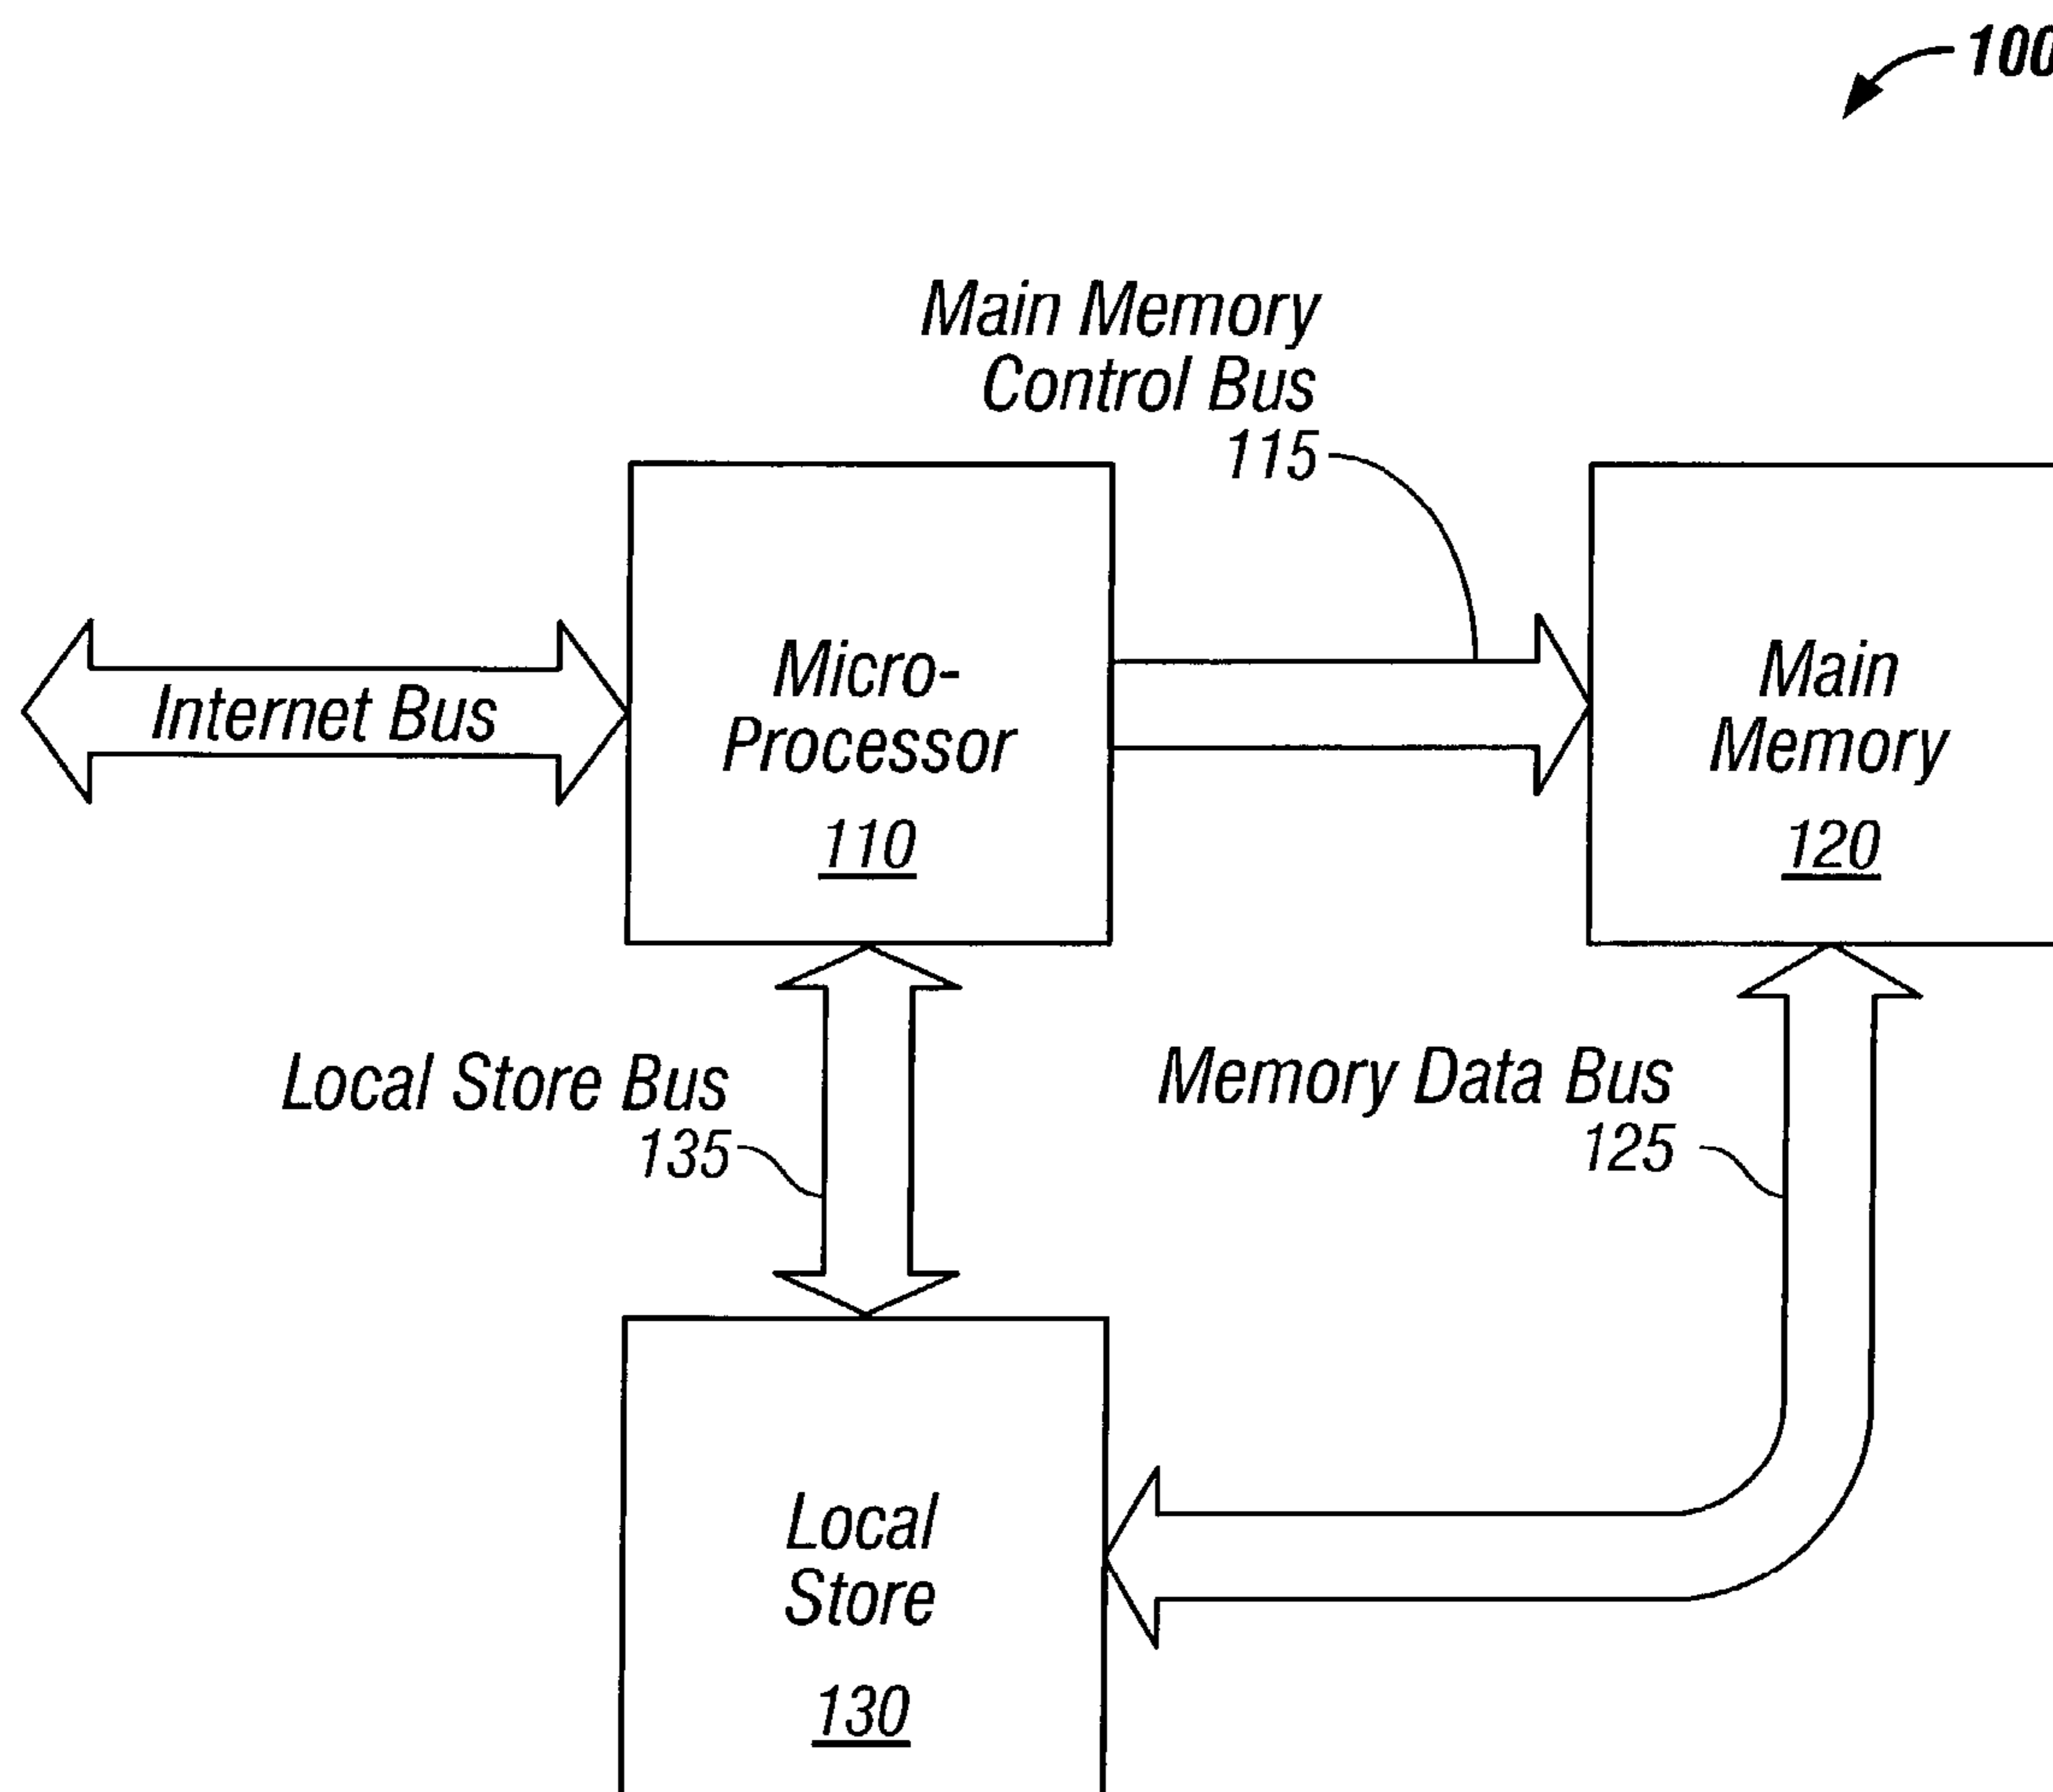 100
Main Memory
Control Bus
115
Internet Bus
Micro-
Processor
110
Main
Memory
120
Local Store Bus
135
Memory Data Bus
125
Local
Store
130